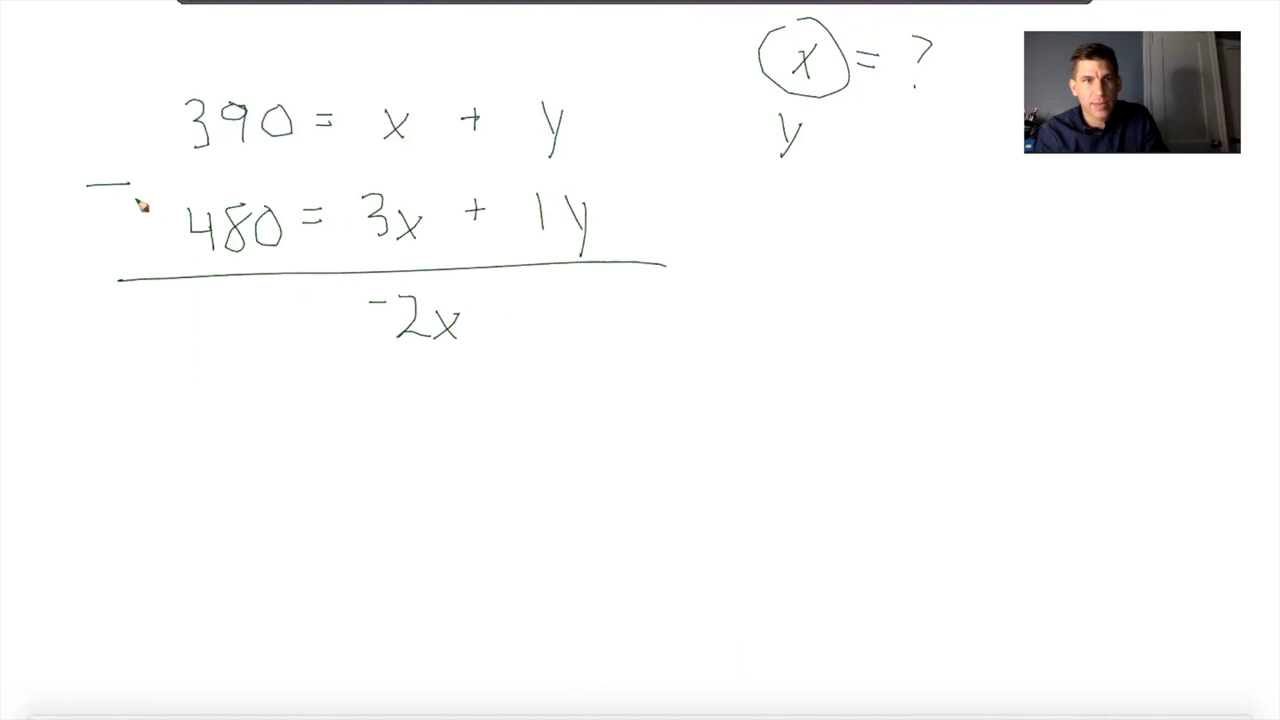 x = ?
390 = x + y
y
− 480 = 3x + 1y
-2x